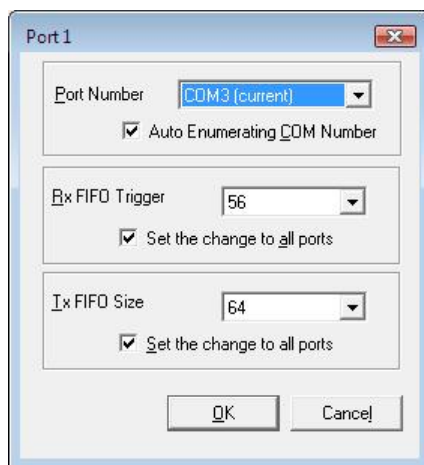 Port 1
Port Number COM3 (current)
Auto Enumerating COM Number
Rx FIFO Trigger 56
Set the change to all ports
Tx FIFO Size 64
Set the change to all ports
OK Cancel